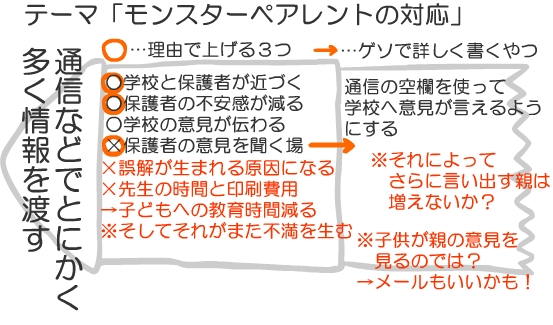 テーマ「モンスターペアレントの対応」
○…理由で上げる3つ →…ゲソで詳しく書くやつ
通信などでとにかく
多く情報を渡す
○学校と保護者が近づく
○保護者の不安感が減る
○学校の意見が伝わる
×保護者の意見を聞く場
×誤解が生まれる原因になる
×先生の時間と印刷費用
→子どもへの教育時間減る
※そしてそれがまた不満を生む
通信の空欄を使って
学校へ意見が言えるよう
にする
※それによって
さらに言い出す親は
増えないか?
※子供が親の意見を
見るのでは?
→メールもいいかも!